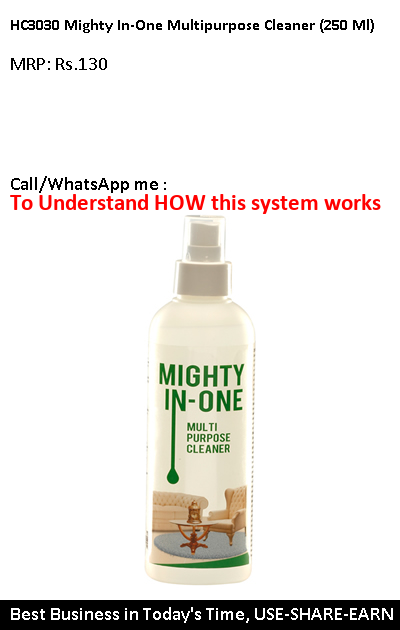 HC3030 Mighty In-One Multipurpose Cleaner (250 Ml)
MRP: Rs.130
Call/WhatsApp me :
To Understand HOW this system works
MIGHTY
IN-ONE
MULTI
PURPOSE
CLEANER
Best Business in Today's Time, USE-SHARE-EARN